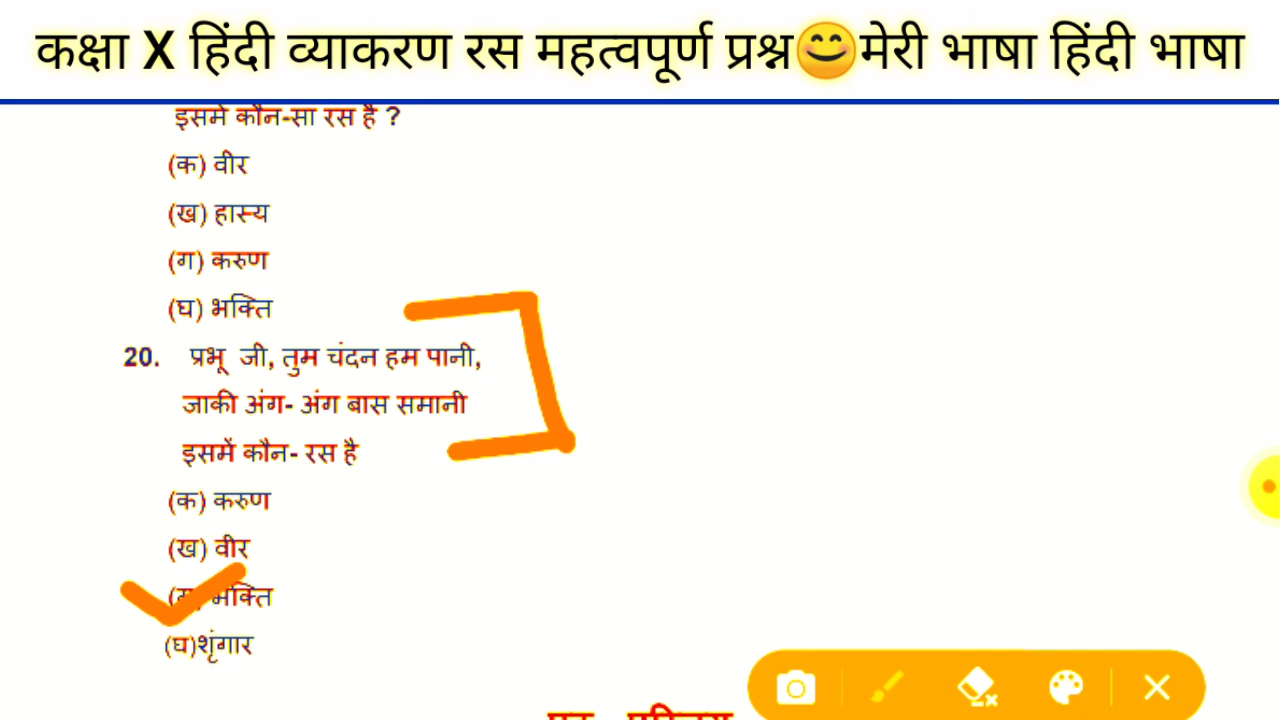 कक्षा X हिंदी व्याकरण रस महत्वपूर्ण प्रश्न😊मेरी भाषा हिंदी भाषा
इसमे कौन-सा रस है ?
(क) वीर
(ख) हास्य
(ग) करुण
(घ) भक्ति
20. प्रभू जी, तुम चंदन हम पानी,
जाकी अंग- अंग बास समानी
इसमें कौन- रस है
(क) करुण
(ख) वीर
भक्ति
(घ)शृंगार